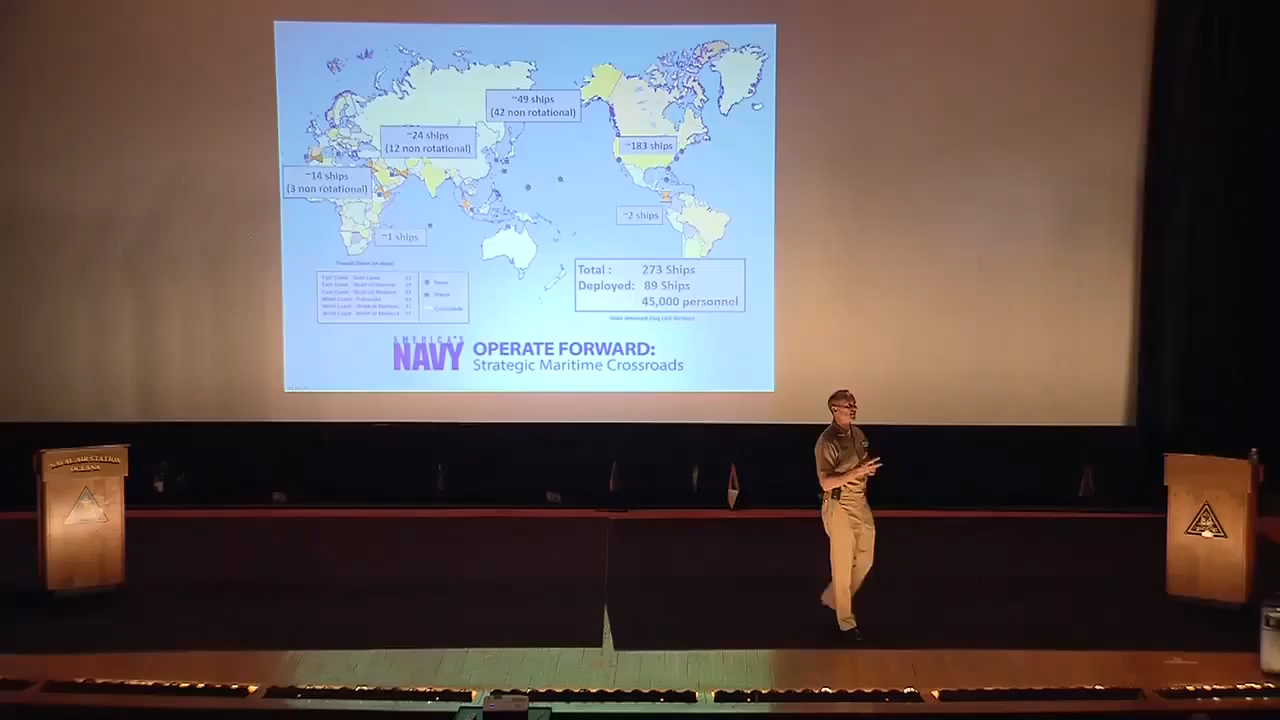 ~49 ships
(42 non rotational)
~24 ships
(12 non rotational)
~183 ships
~14 ships
(3 non rotational)
~2 ships
~1 ships
Total : 273 Ships
Deployed: 89 Ships
45,000 personnel
AMERICA'S
NAVY
OPERATE FORWARD:
Strategic Maritime Crossroads
NAVAL AIR STATION
OCEANA